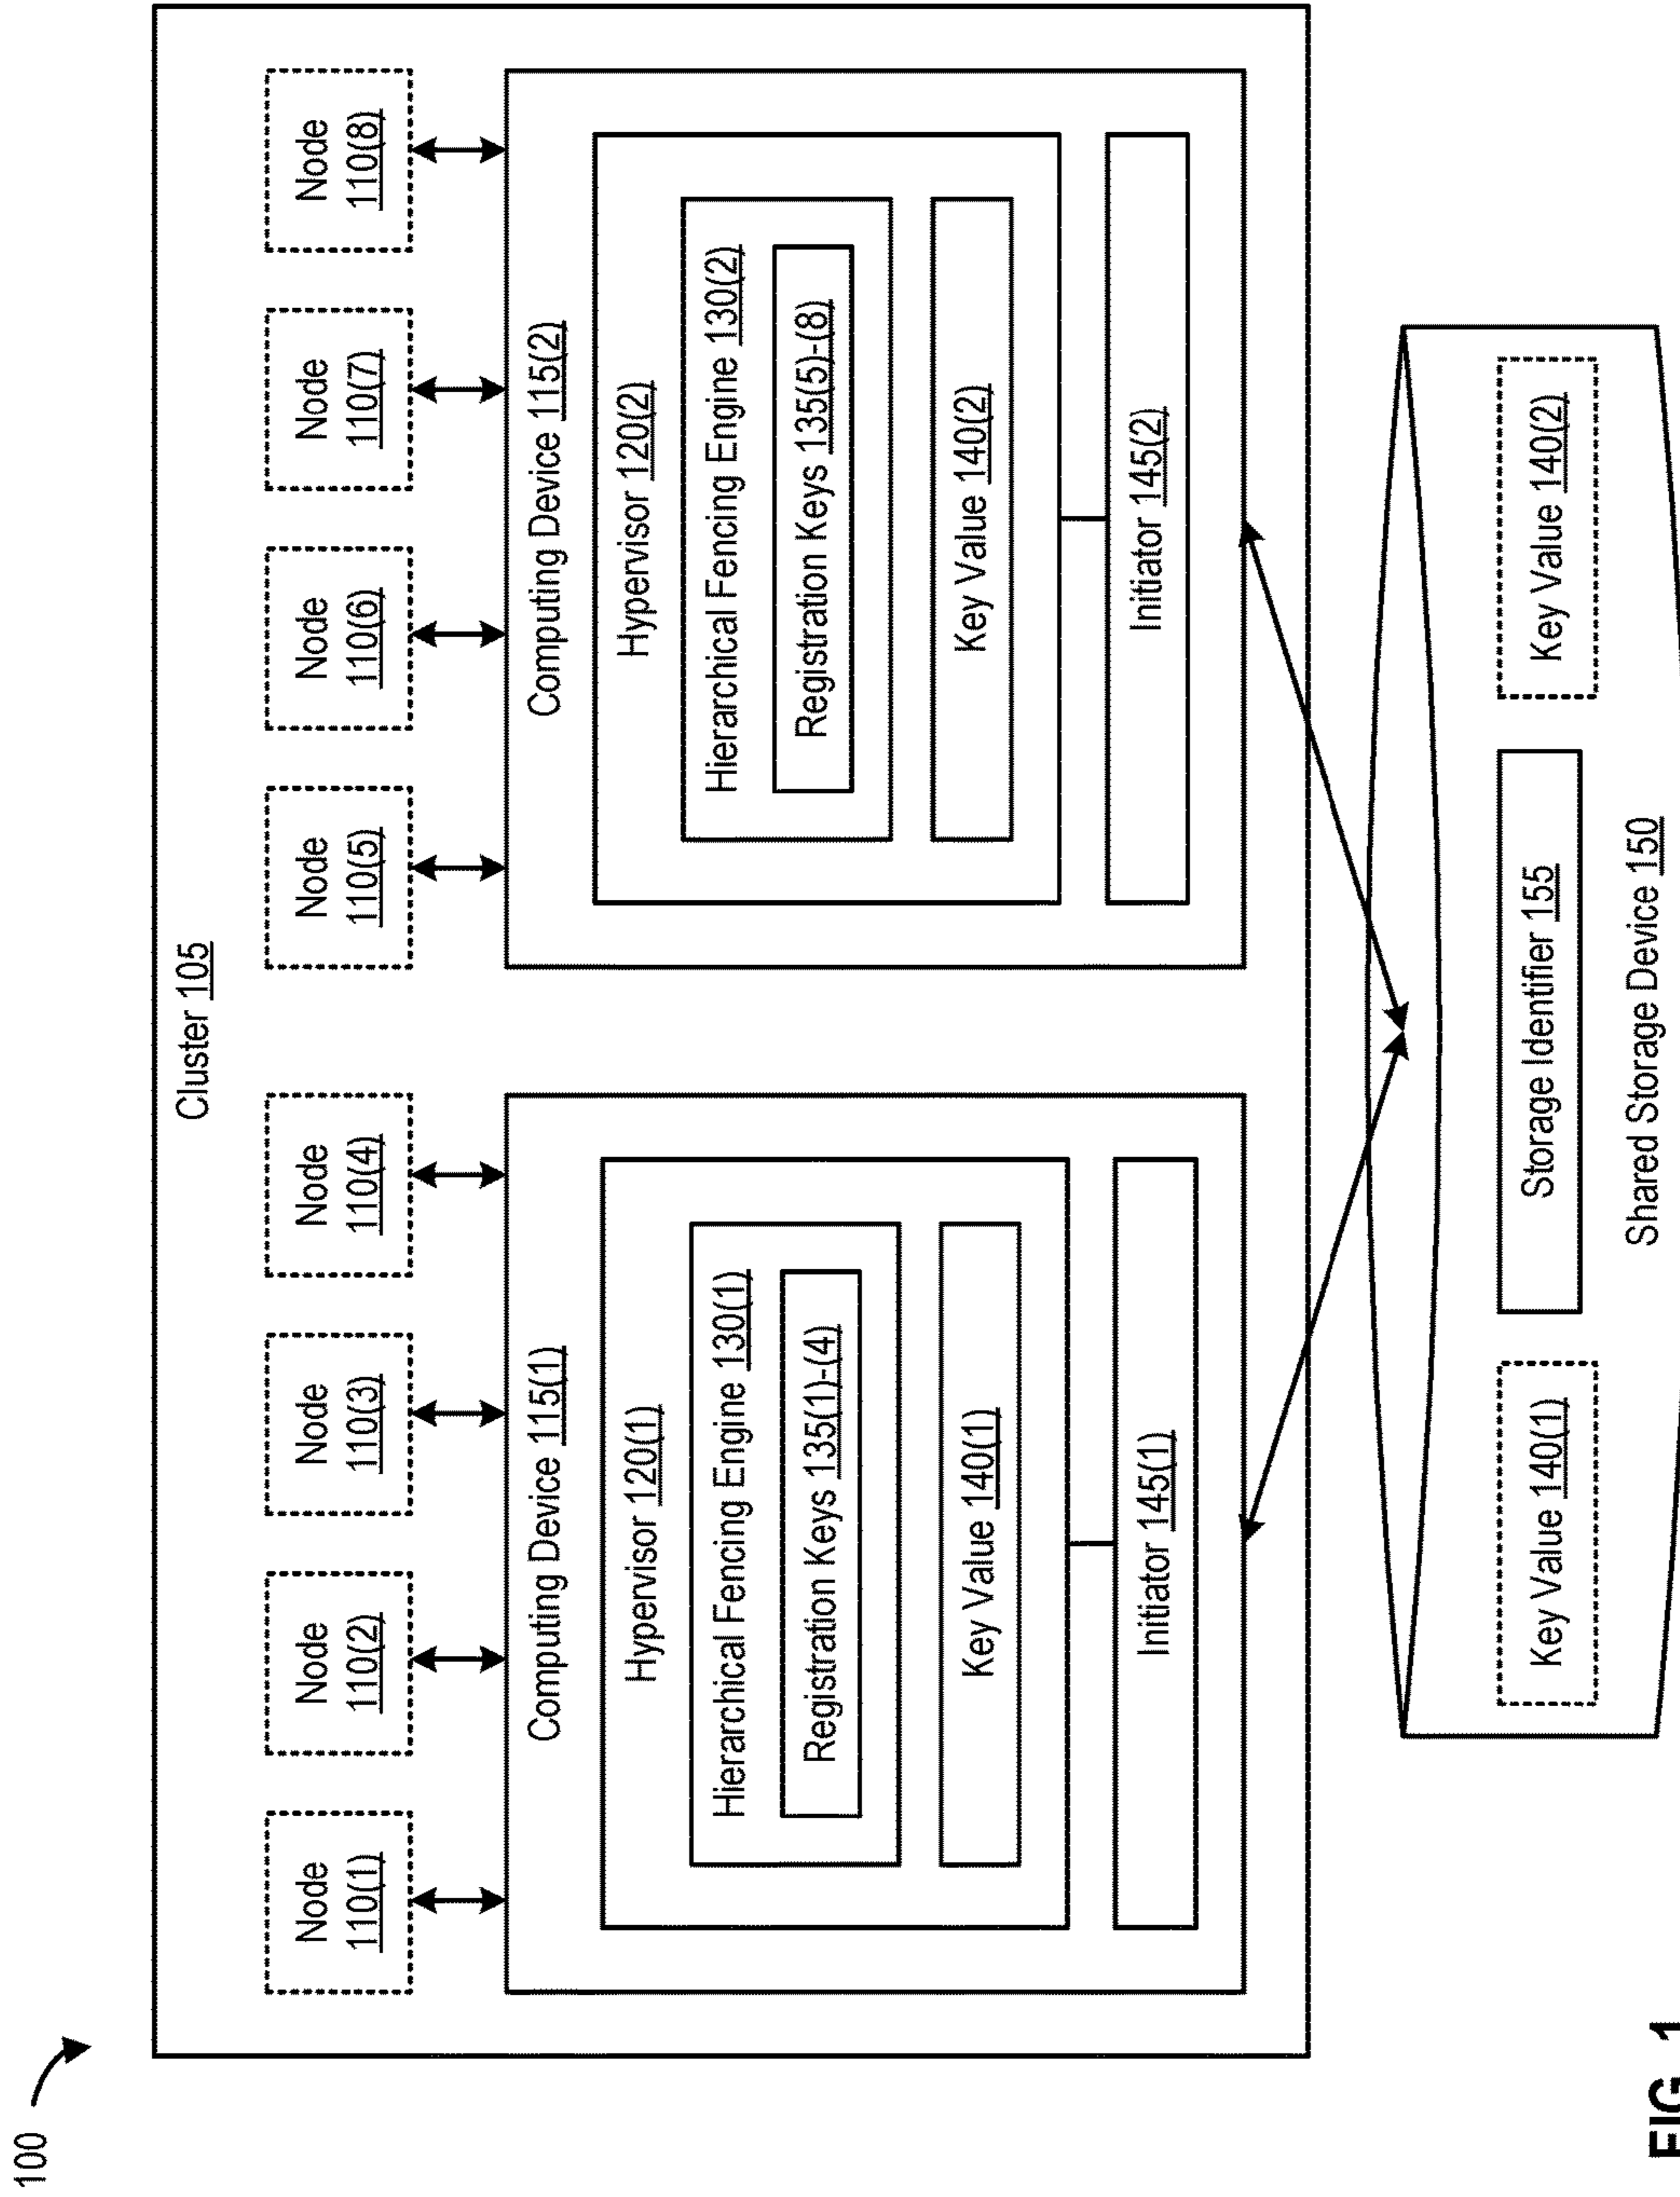 100
Cluster 105
Node
110(1)
Node
110(2)
Node
110(3)
Node
110(4)
Node
110(5)
Node
110(6)
Node
110(7)
Node
110(8)
Computing Device 115(1)
Hypervisor 120(1)
Hierarchical Fencing Engine 130(1)
Registration Keys 135(1)-(4)
Key Value 140(1)
Initiator 145(1)
Computing Device 115(2)
Hypervisor 120(2)
Hierarchical Fencing Engine 130(2)
Registration Keys 135(5)-(8)
Key Value 140(2)
Initiator 145(2)
Key Value 140(1)
Storage Identifier 155
Key Value 140(2)
Shared Storage Device 150
FIG. 1